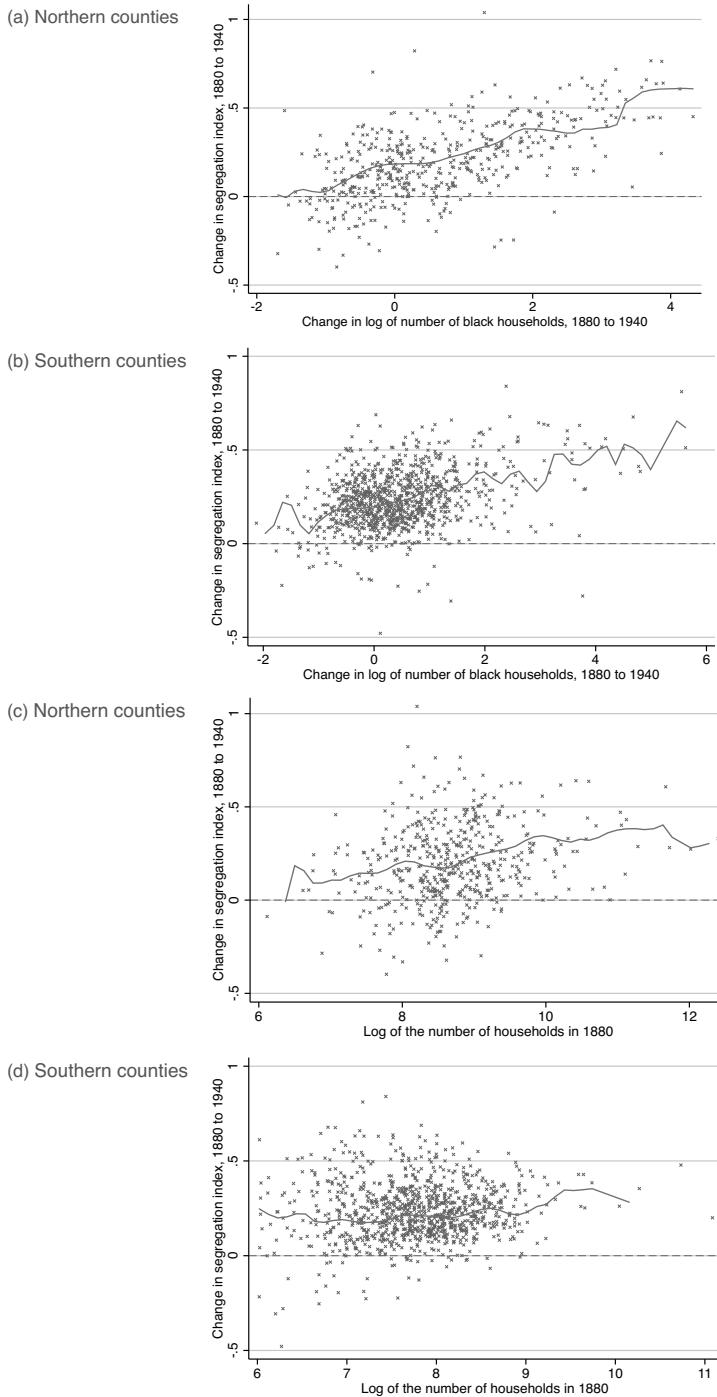 (a) Northern counties
Change in segregation index, 1880 to 1940
1
.5
0
-.5
-2
0
2
4
Change in log of number of black households, 1880 to 1940
(b) Southern counties
Change in segregation index, 1880 to 1940
1
.5
0
-.5
-2
0
2
4
6
Change in log of number of black households, 1880 to 1940
(c) Northern counties
Change in segregation index, 1880 to 1940
1
.5
0
-.5
6
8
10
12
Log of the number of households in 1880
(d) Southern counties
Change in segregation index, 1880 to 1940
1
.5
0
-.5
6
7
8
9
10
11
Log of the number of households in 1880